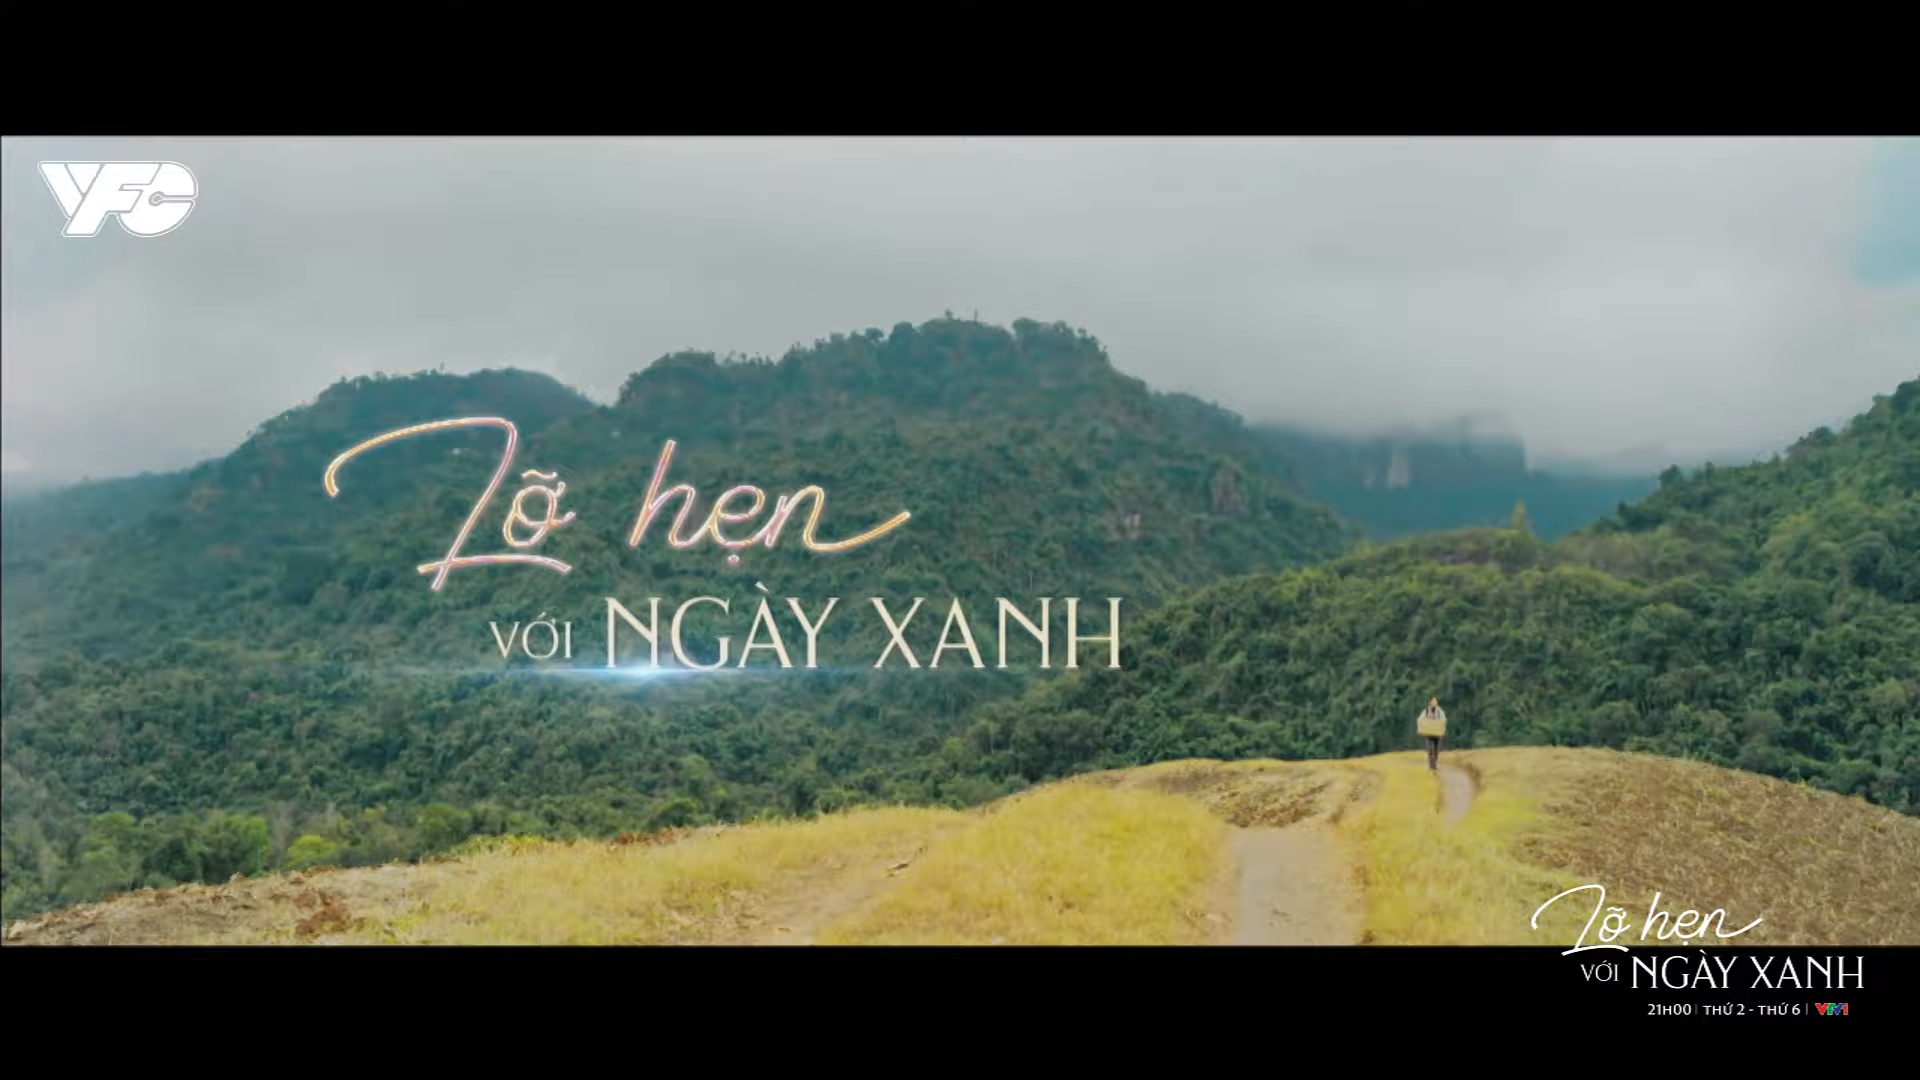 VFC
Lỡ hẹn
VỚI NGÀY XANH
Lỡ hẹn
VỚI NGÀY XANH
21H00 | THỨ 2 - THỨ 6 | VTV1